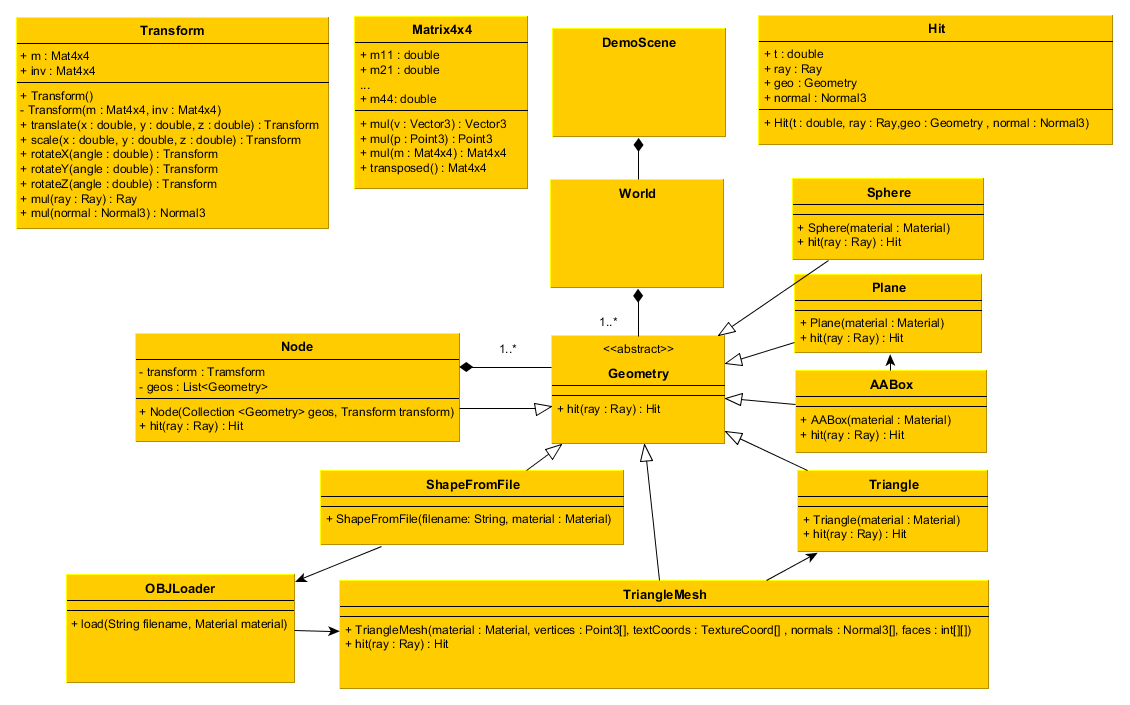 Transform
+ m : Mat4x4
+ inv : Mat4x4
+ Transform()
- Transform(m : Mat4x4, inv : Mat4x4)
+ translate(x : double, y : double, z : double) : Transform
+ scale(x : double, y : double, z : double) : Transform
+ rotateX(angle : double) : Transform
+ rotateY(angle : double) : Transform
+ rotateZ(angle : double) : Transform
+ mul(ray : Ray) : Ray
+ mul(normal : Normal3) : Normal3
Matrix4x4
+ m11 : double
+ m21 : double
...
+ m44: double
+ mul(v : Vector3) : Vector3
+ mul(p : Point3) : Point3
+ mul(m : Mat4x4) : Mat4x4
+ transposed() : Mat4x4
DemoScene
Hit
+ t : double
+ ray : Ray
+ geo : Geometry
+ normal : Normal3
+ Hit(t : double, ray : Ray,geo : Geometry , normal : Normal3)
World
Sphere
+ Sphere(material : Material)
+ hit(ray : Ray) : Hit
Plane
+ Plane(material : Material)
+ hit(ray : Ray) : Hit
1..*
Node
- transform : Tramsform
- geos : List<Geometry>
+ Node(Collection <Geometry> geos, Transform transform)
+ hit(ray : Ray) : Hit
1..*
<<abstract>>
Geometry
+ hit(ray : Ray) : Hit
AABox
+ AABox(material : Material)
+ hit(ray : Ray) : Hit
ShapeFromFile
+ ShapeFromFile(filename: String, material : Material)
Triangle
+ Triangle(material : Material)
+ hit(ray : Ray) : Hit
OBJLoader
+ load(String filename, Material material)
TriangleMesh
+ TriangleMesh(material : Material, vertices : Point3[], textCoords : TextureCoord[] , normals : Normal3[], faces : int[][])
+ hit(ray : Ray) : Hit